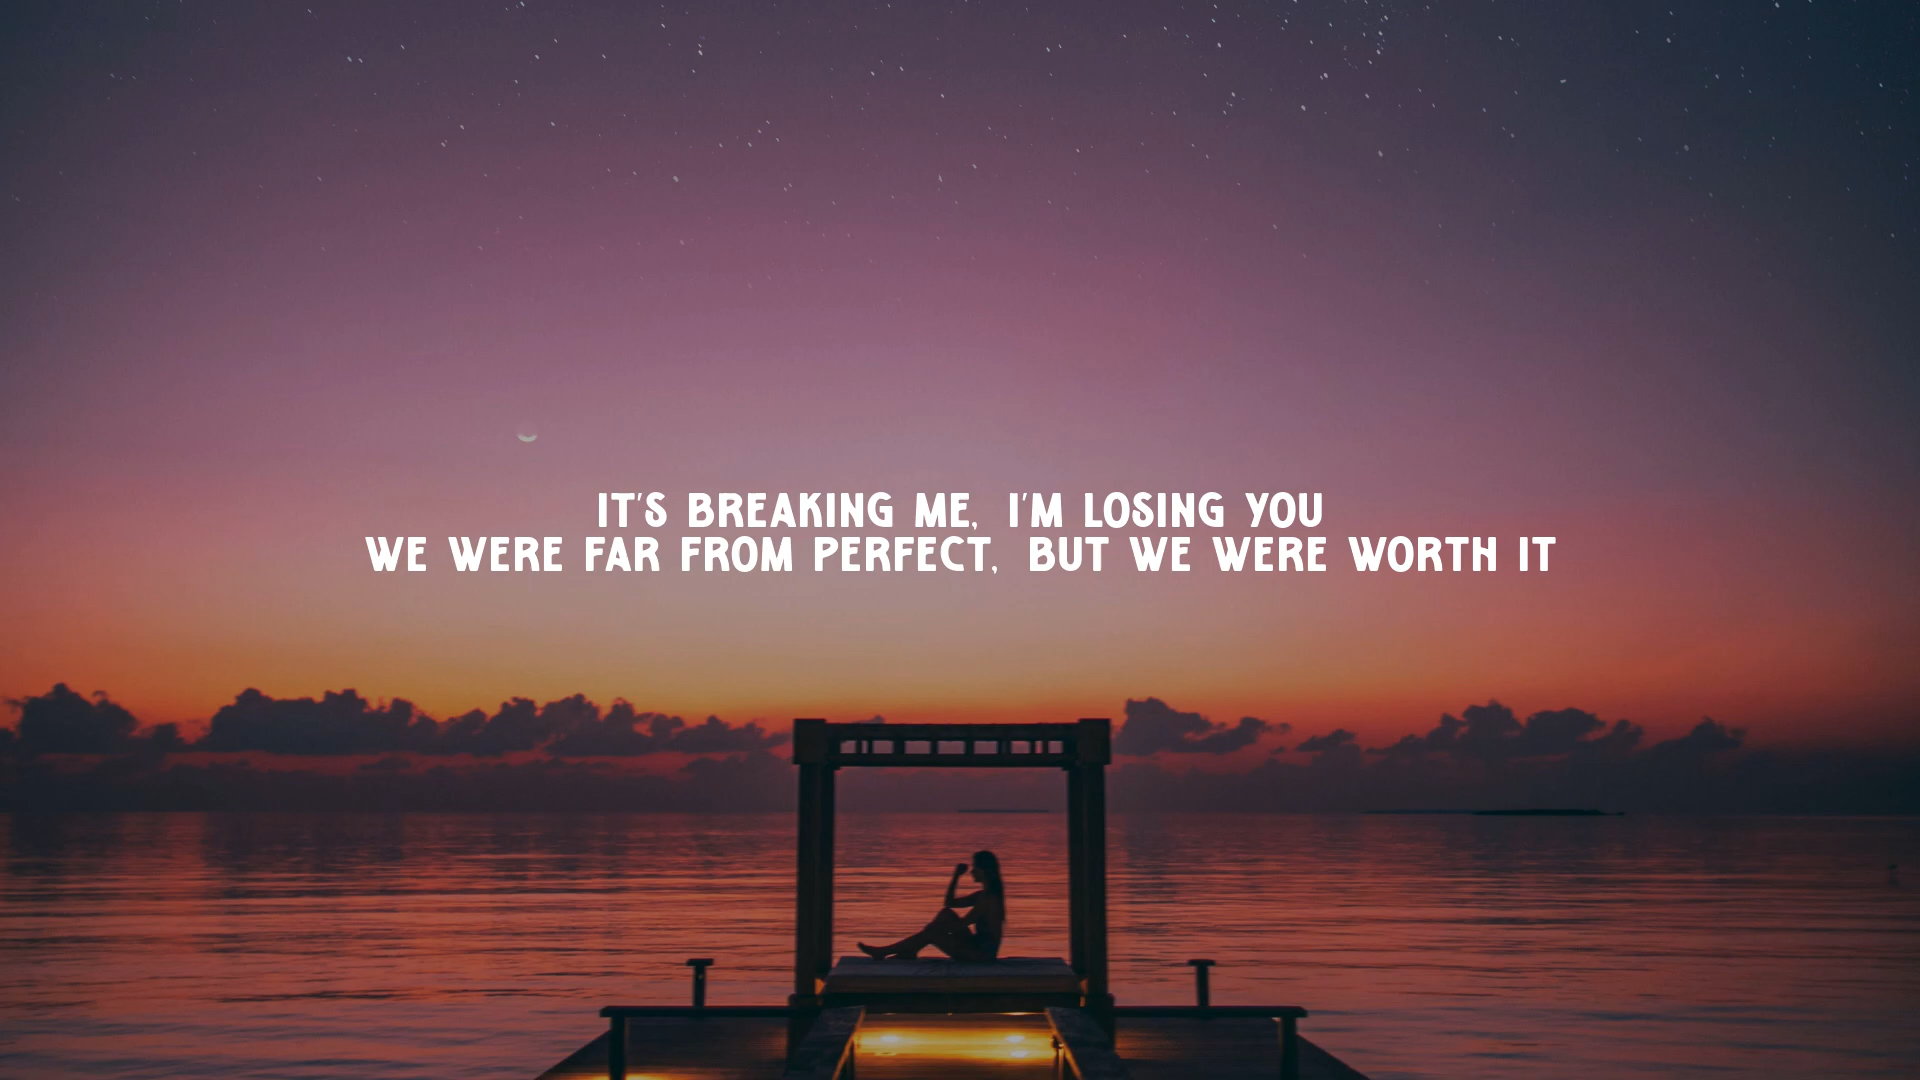 IT'S BREAKING ME, I'M LOSING YOU
WE WERE FAR FROM PERFECT, BUT WE WERE WORTH IT